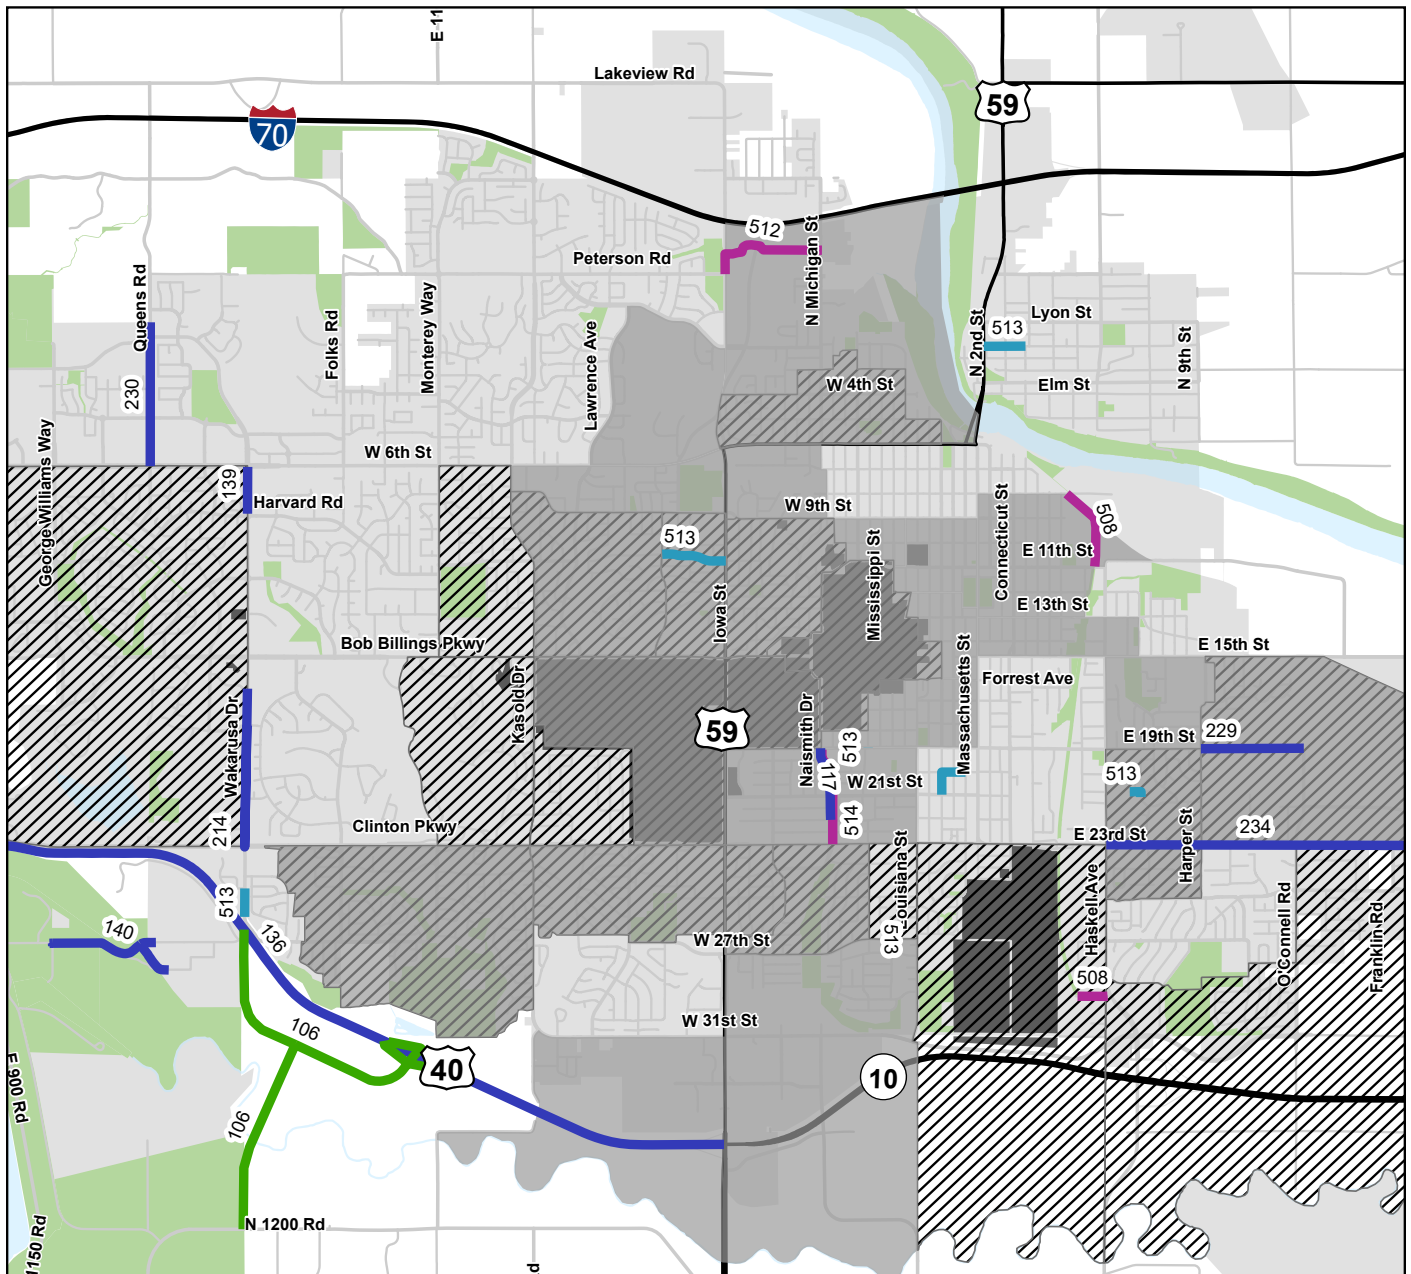 E 11
Lakeview Rd
59
70
512
N Michigan St
Peterson Rd
Queens Rd
Folks Rd
Monterey Way
Lawrence Ave
N 2nd St
Lyon St
513
N 9th St
Elm St
W 4th St
230
George Williams Way
W 6th St
139
Harvard Rd
W 9th St
Connecticut St
508
513
E 11th St
Iowa St
Mississippi St
E 13th St
Bob Billings Pkwy
E 15th St
Kasold Dr
Wakarusa Dr
Naismith Dr
Massachusetts St
Forrest Ave
59
E 19th St
229
513
117
W 21st St
513
214
Clinton Pkwy
514
E 23rd St
234
Harper St
Louisiana St
Haskell Ave
O'Connell Rd
Franklin Rd
513
140
136
W 27th St
513
508
106
W 31st St
40
10
E 900 Rd
106
N 1200 Rd
1150 Rd